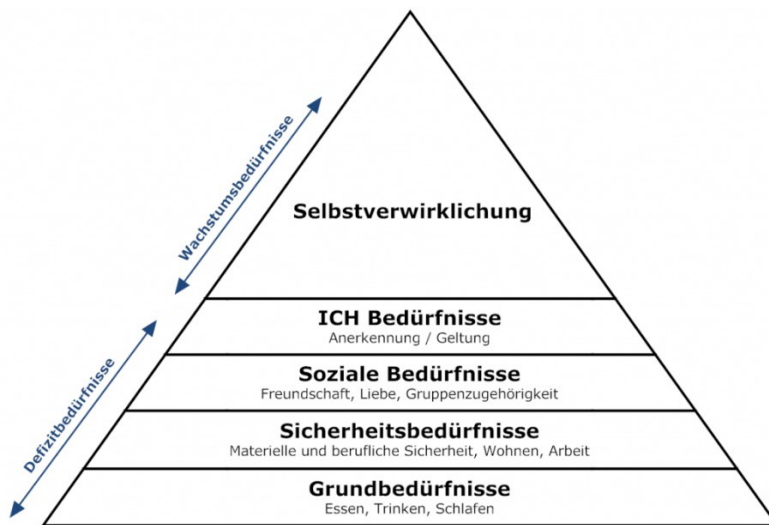 Wachstumsbedürfnisse
Selbstverwirklichung
Defizitbedürfnisse
ICH Bedürfnisse
Anerkennung / Geltung
Soziale Bedürfnisse
Freundschaft, Liebe, Gruppenzugehörigkeit
Sicherheitsbedürfnisse
Materielle und berufliche Sicherheit, Wohnen, Arbeit
Grundbedürfnisse
Essen, Trinken, Schlafen